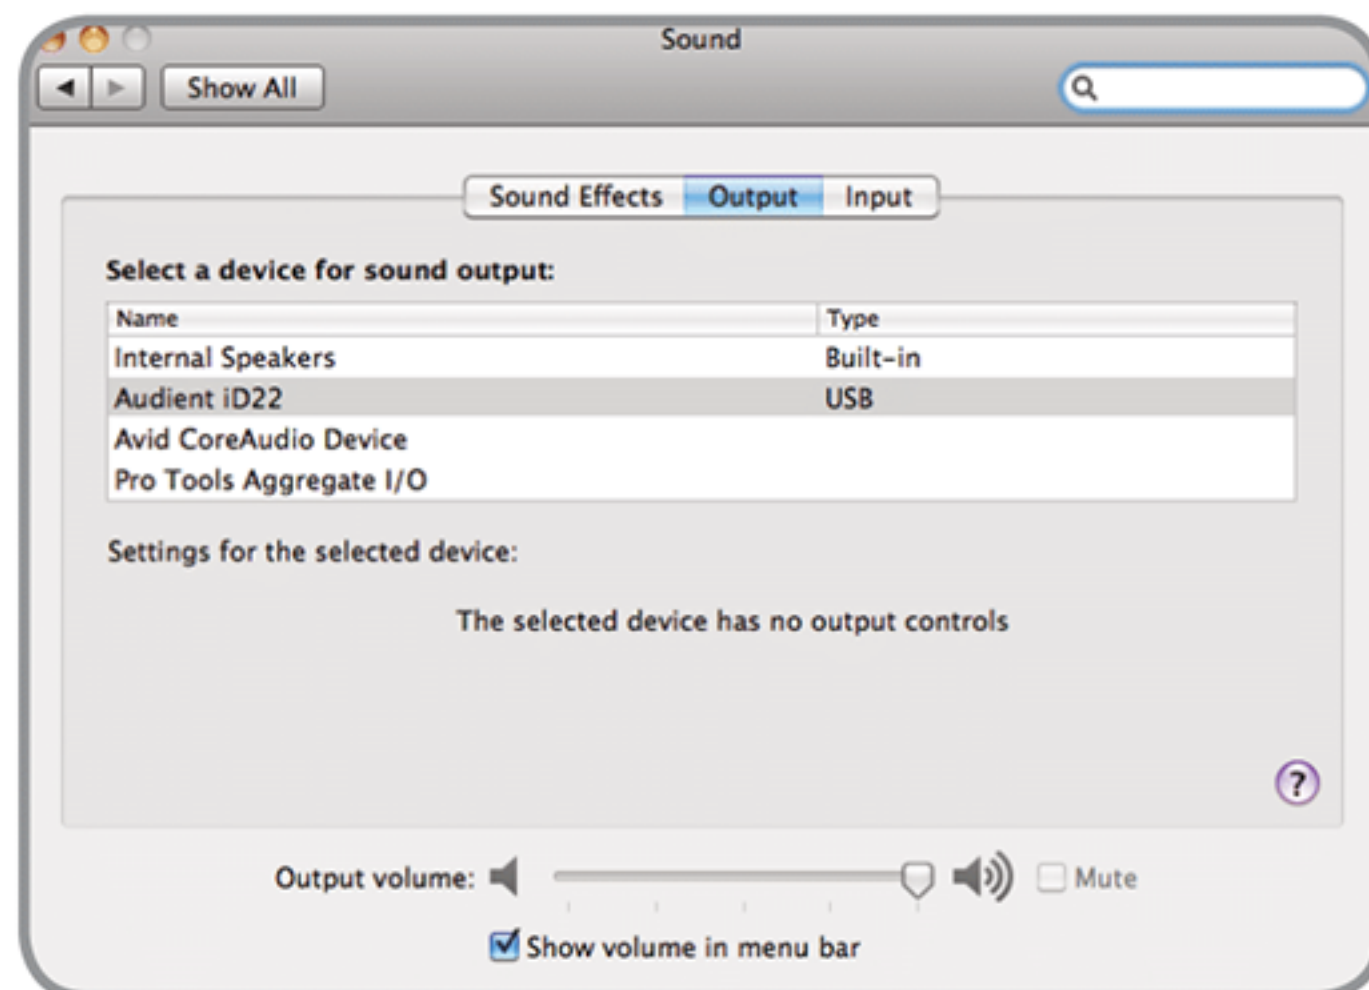 Sound
Show All
Sound Effects Output Input
Select a device for sound output:
Name Type
Internal Speakers Built-in
Audient iD22 USB
Avid CoreAudio Device
Pro Tools Aggregate I/O
Settings for the selected device:
The selected device has no output controls
?
Output volume: Mute
Show volume in menu bar